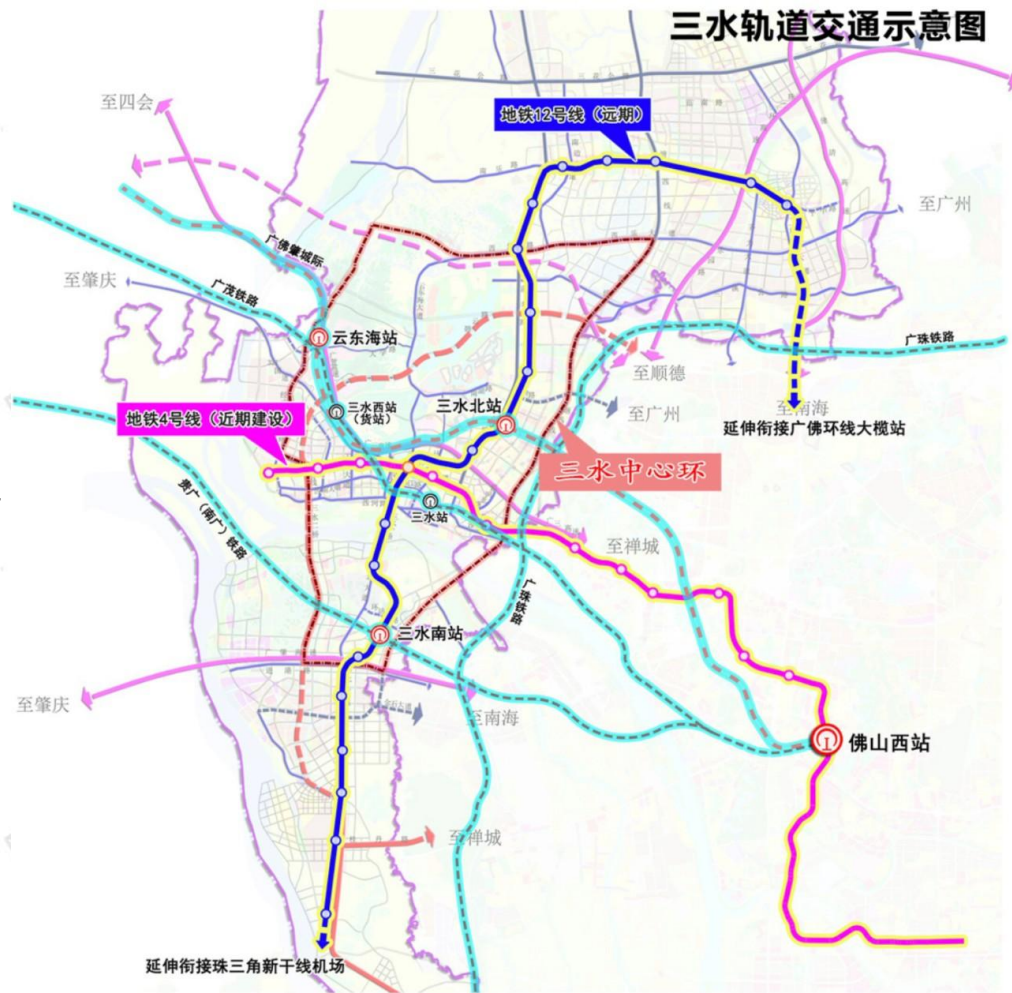 三水轨道交通示意图
至四会
地铁12号线（远期）
至广州
广佛肇城际
至肇庆
广茂铁路
云东海站
广珠铁路
至顺德
三水西站
（货站）
三水北站
至广州
至南海
地铁4号线（近期建设）
延伸衔接广佛环线大榄站
三水中心环
贵广（南广）铁路
三水站
至禅城
广珠铁路
三水南站
至肇庆
至南海
佛山西站
至禅城
延伸衔接珠三角新干线机场